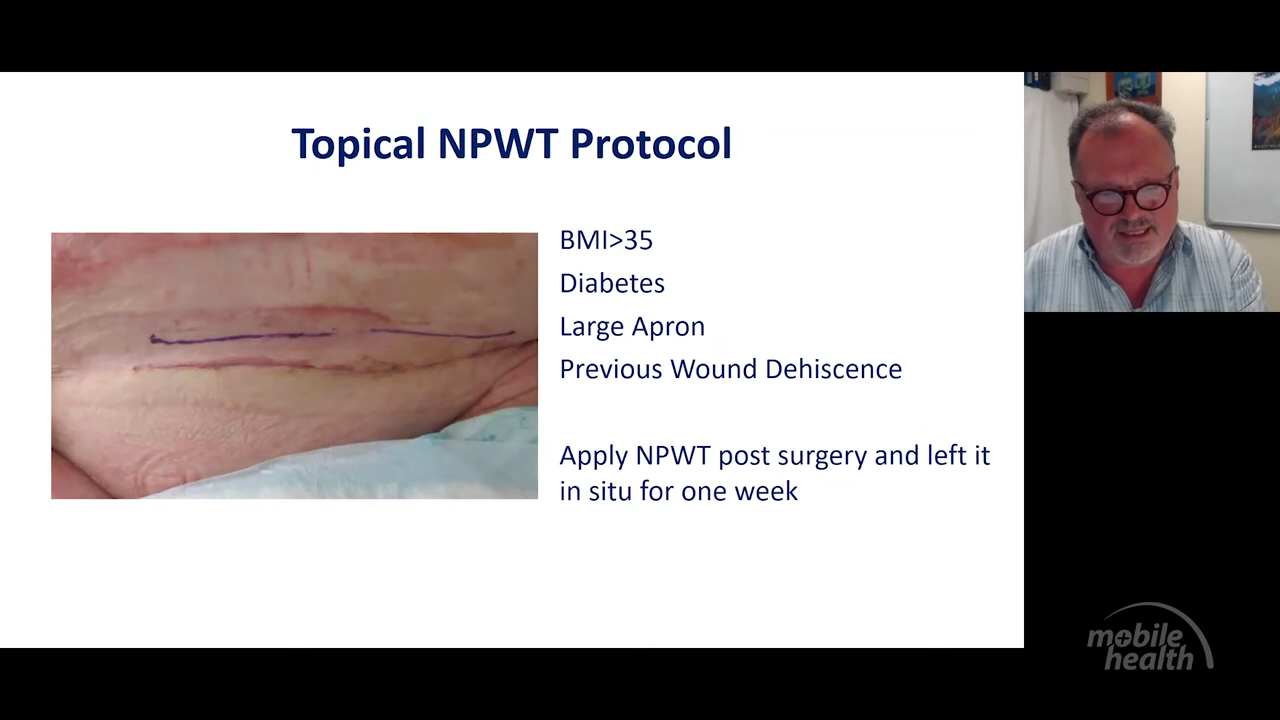 Topical NPWT Protocol
BMI>35
Diabetes
Large Apron
Previous Wound Dehiscence
Apply NPWT post surgery and left it
in situ for one week
mobile
health